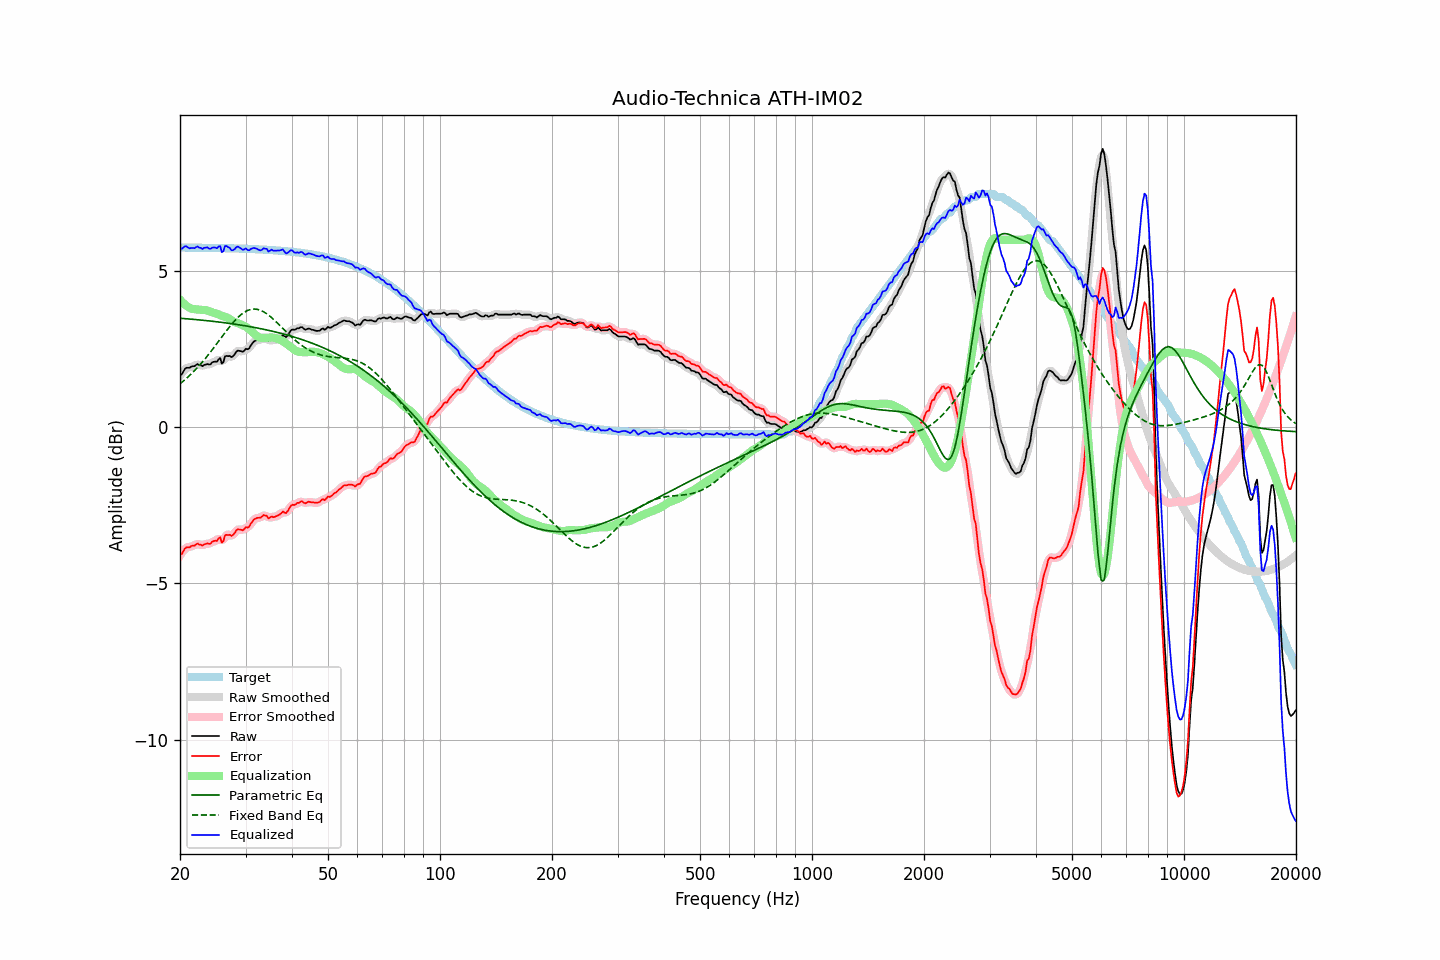 Audio-Technica ATH-IM02
Amplitude (dBr)
5
0
−5
−10
Target
Raw Smoothed
Error Smoothed
Raw
Error
Equalization
Parametric Eq
Fixed Band Eq
Equalized
20 50 100 200 500 1000 2000 5000 10000 20000
Frequency (Hz)